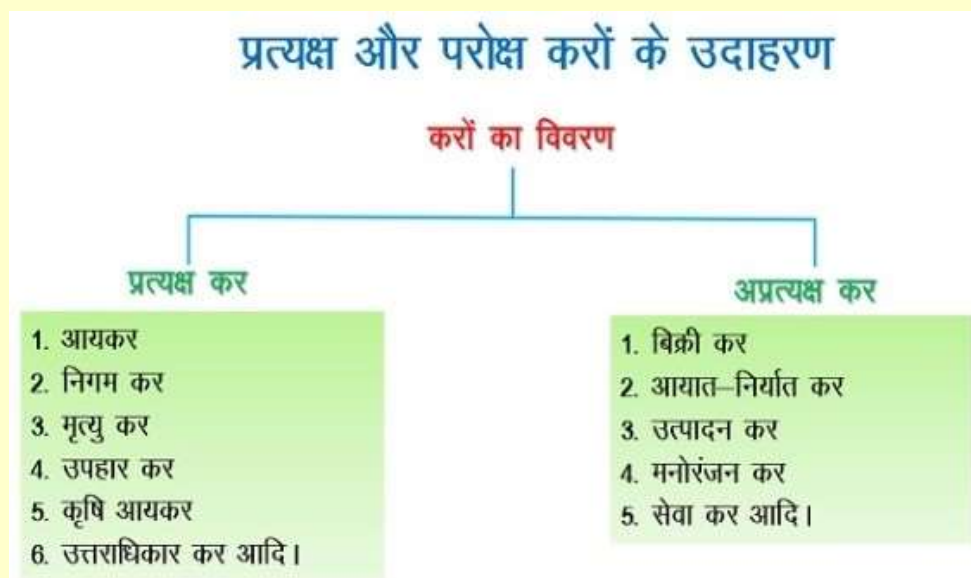 प्रत्यक्ष और परोक्ष करों के उदाहरण
करों का विवरण
प्रत्यक्ष कर
1. आयकर
2. निगम कर
3. मृत्यु कर
4. उपहार कर
5. कृषि आयकर
6. उत्तराधिकार कर आदि।
अप्रत्यक्ष कर
1. बिक्री कर
2. आयात–निर्यात कर
3. उत्पादन कर
4. मनोरंजन कर
5. सेवा कर आदि।